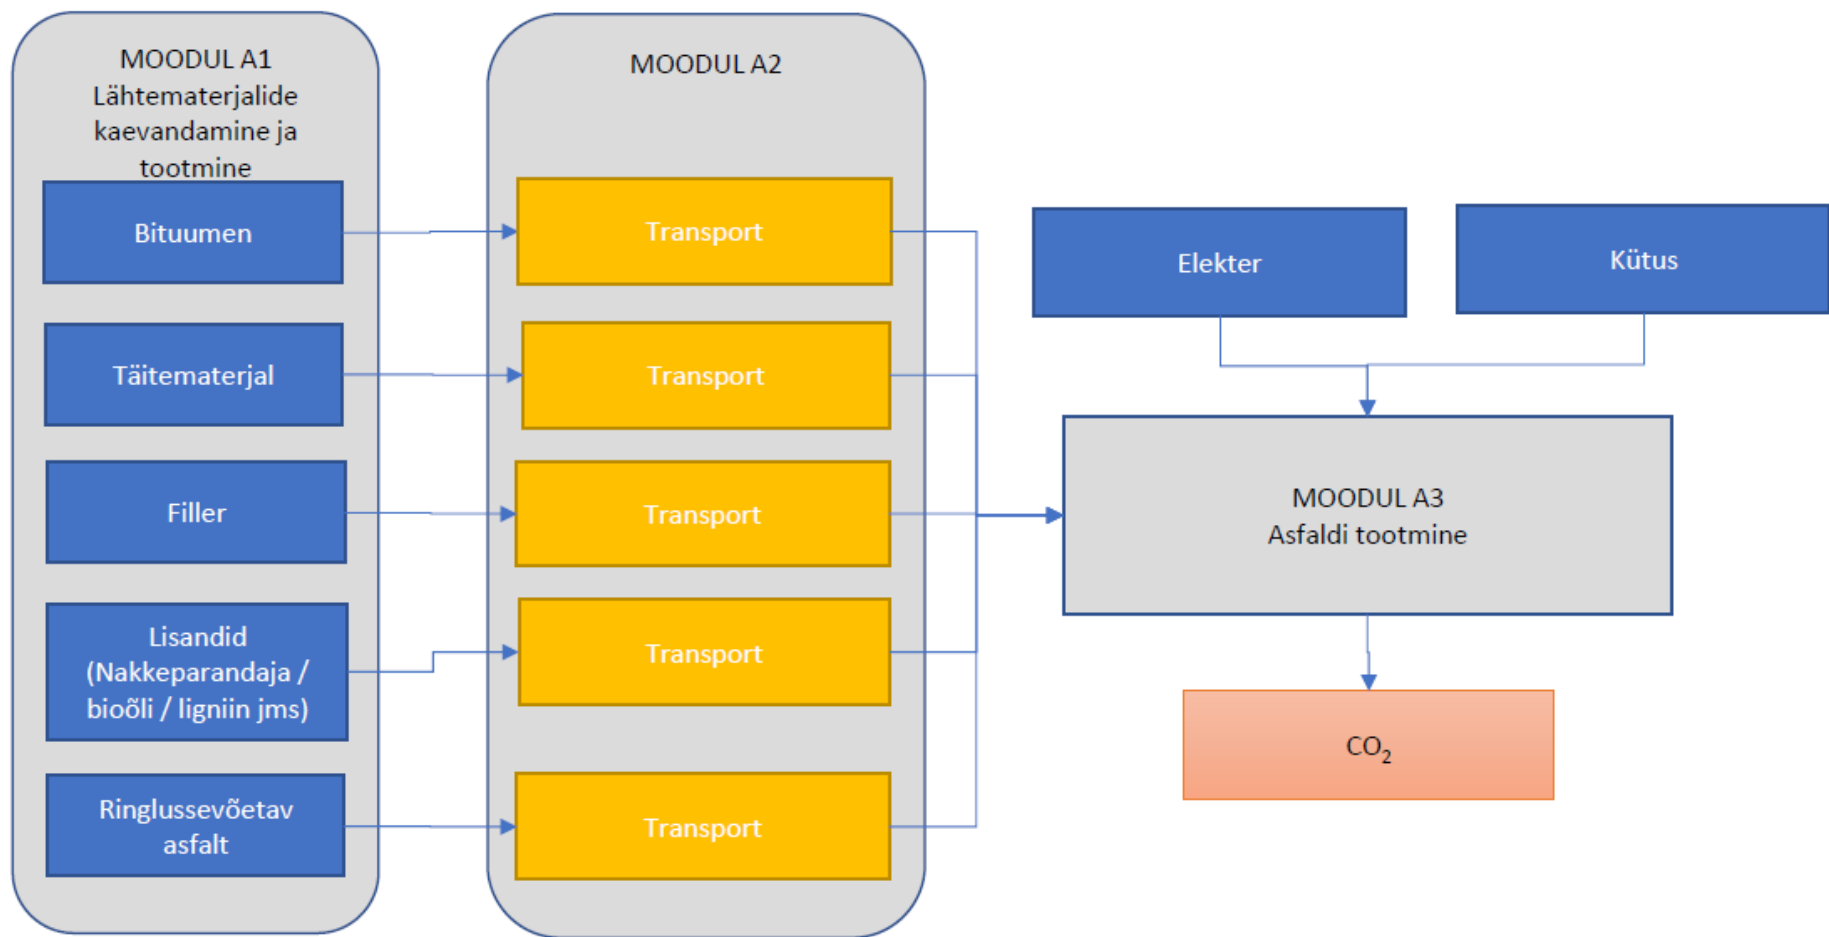 MOODUL A1
Lähtematerjalide
kaevandamine ja
tootmine
Bituumen
Täitematerjal
Filler
Lisandid
(Nakkeparandaja /
bioõli / ligniin jms)
Ringlussevõetav
asfalt
MOODUL A2
Transport
Transport
Transport
Transport
Transport
Elekter
Kütus
MOODUL A3
Asfaldi tootmine
CO₂